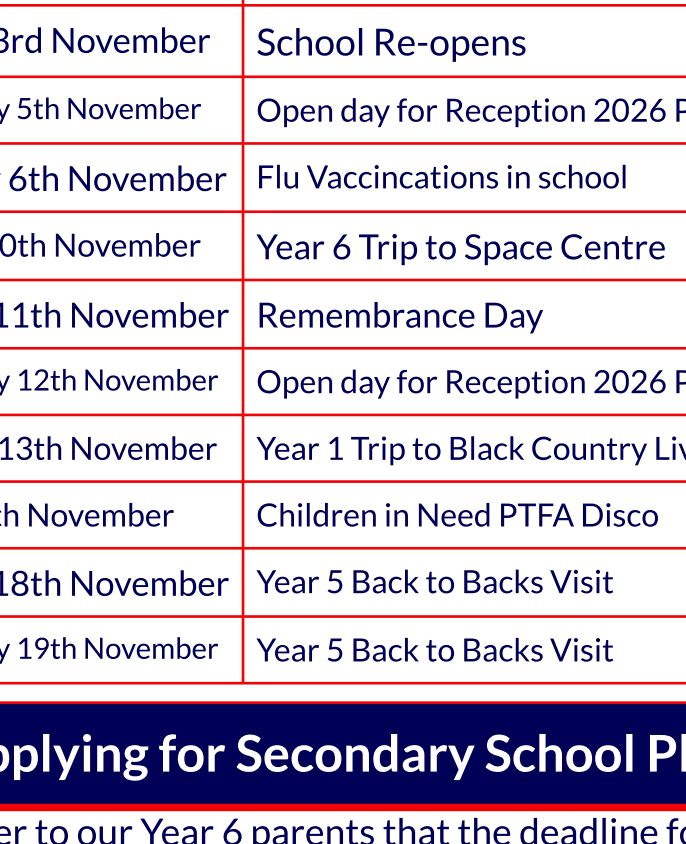 3rd November School Re-opens
y 5th November Open day for Reception 2026 P
6th November Flu Vaccincations in school
0th November Year 6 Trip to Space Centre
11th November Remembrance Day
y 12th November Open day for Reception 2026 P
13th November Year 1 Trip to Black Country Liv
th November Children in Need PTFA Disco
18th November Year 5 Back to Backs Visit
y 19th November Year 5 Back to Backs Visit
pplying for Secondary School Pl
er to our Year 6 parents that the deadline fo